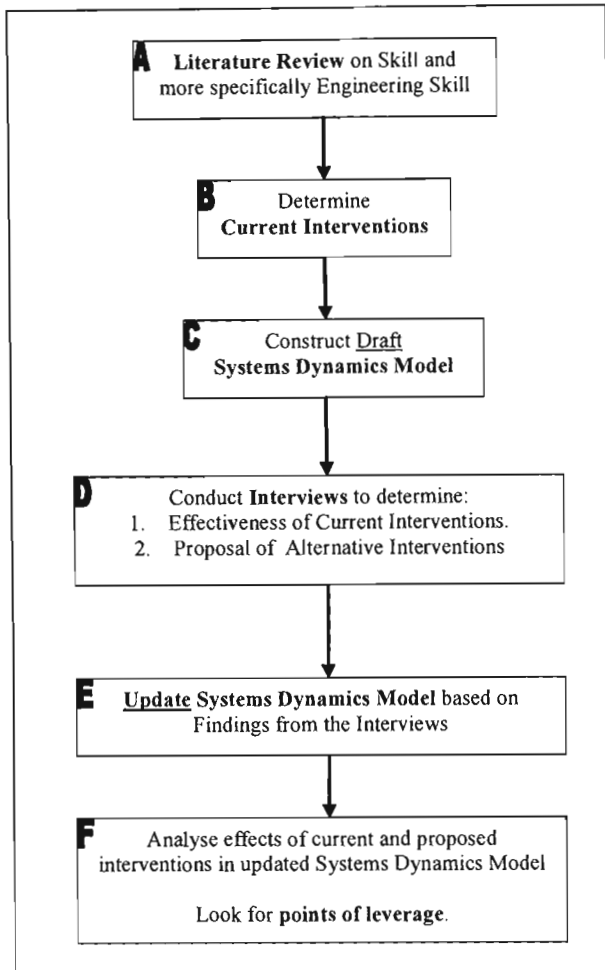 A Literature Review on Skill and
more specifically Engineering Skill
B Determine
Current Interventions
C Construct Draft
Systems Dynamics Model
D Conduct Interviews to determine:
1. Effectiveness of Current Interventions.
2. Proposal of Alternative Interventions
E Update Systems Dynamics Model based on
Findings from the Interviews
F Analyse effects of current and proposed
interventions in updated Systems Dynamics Model
Look for points of leverage.